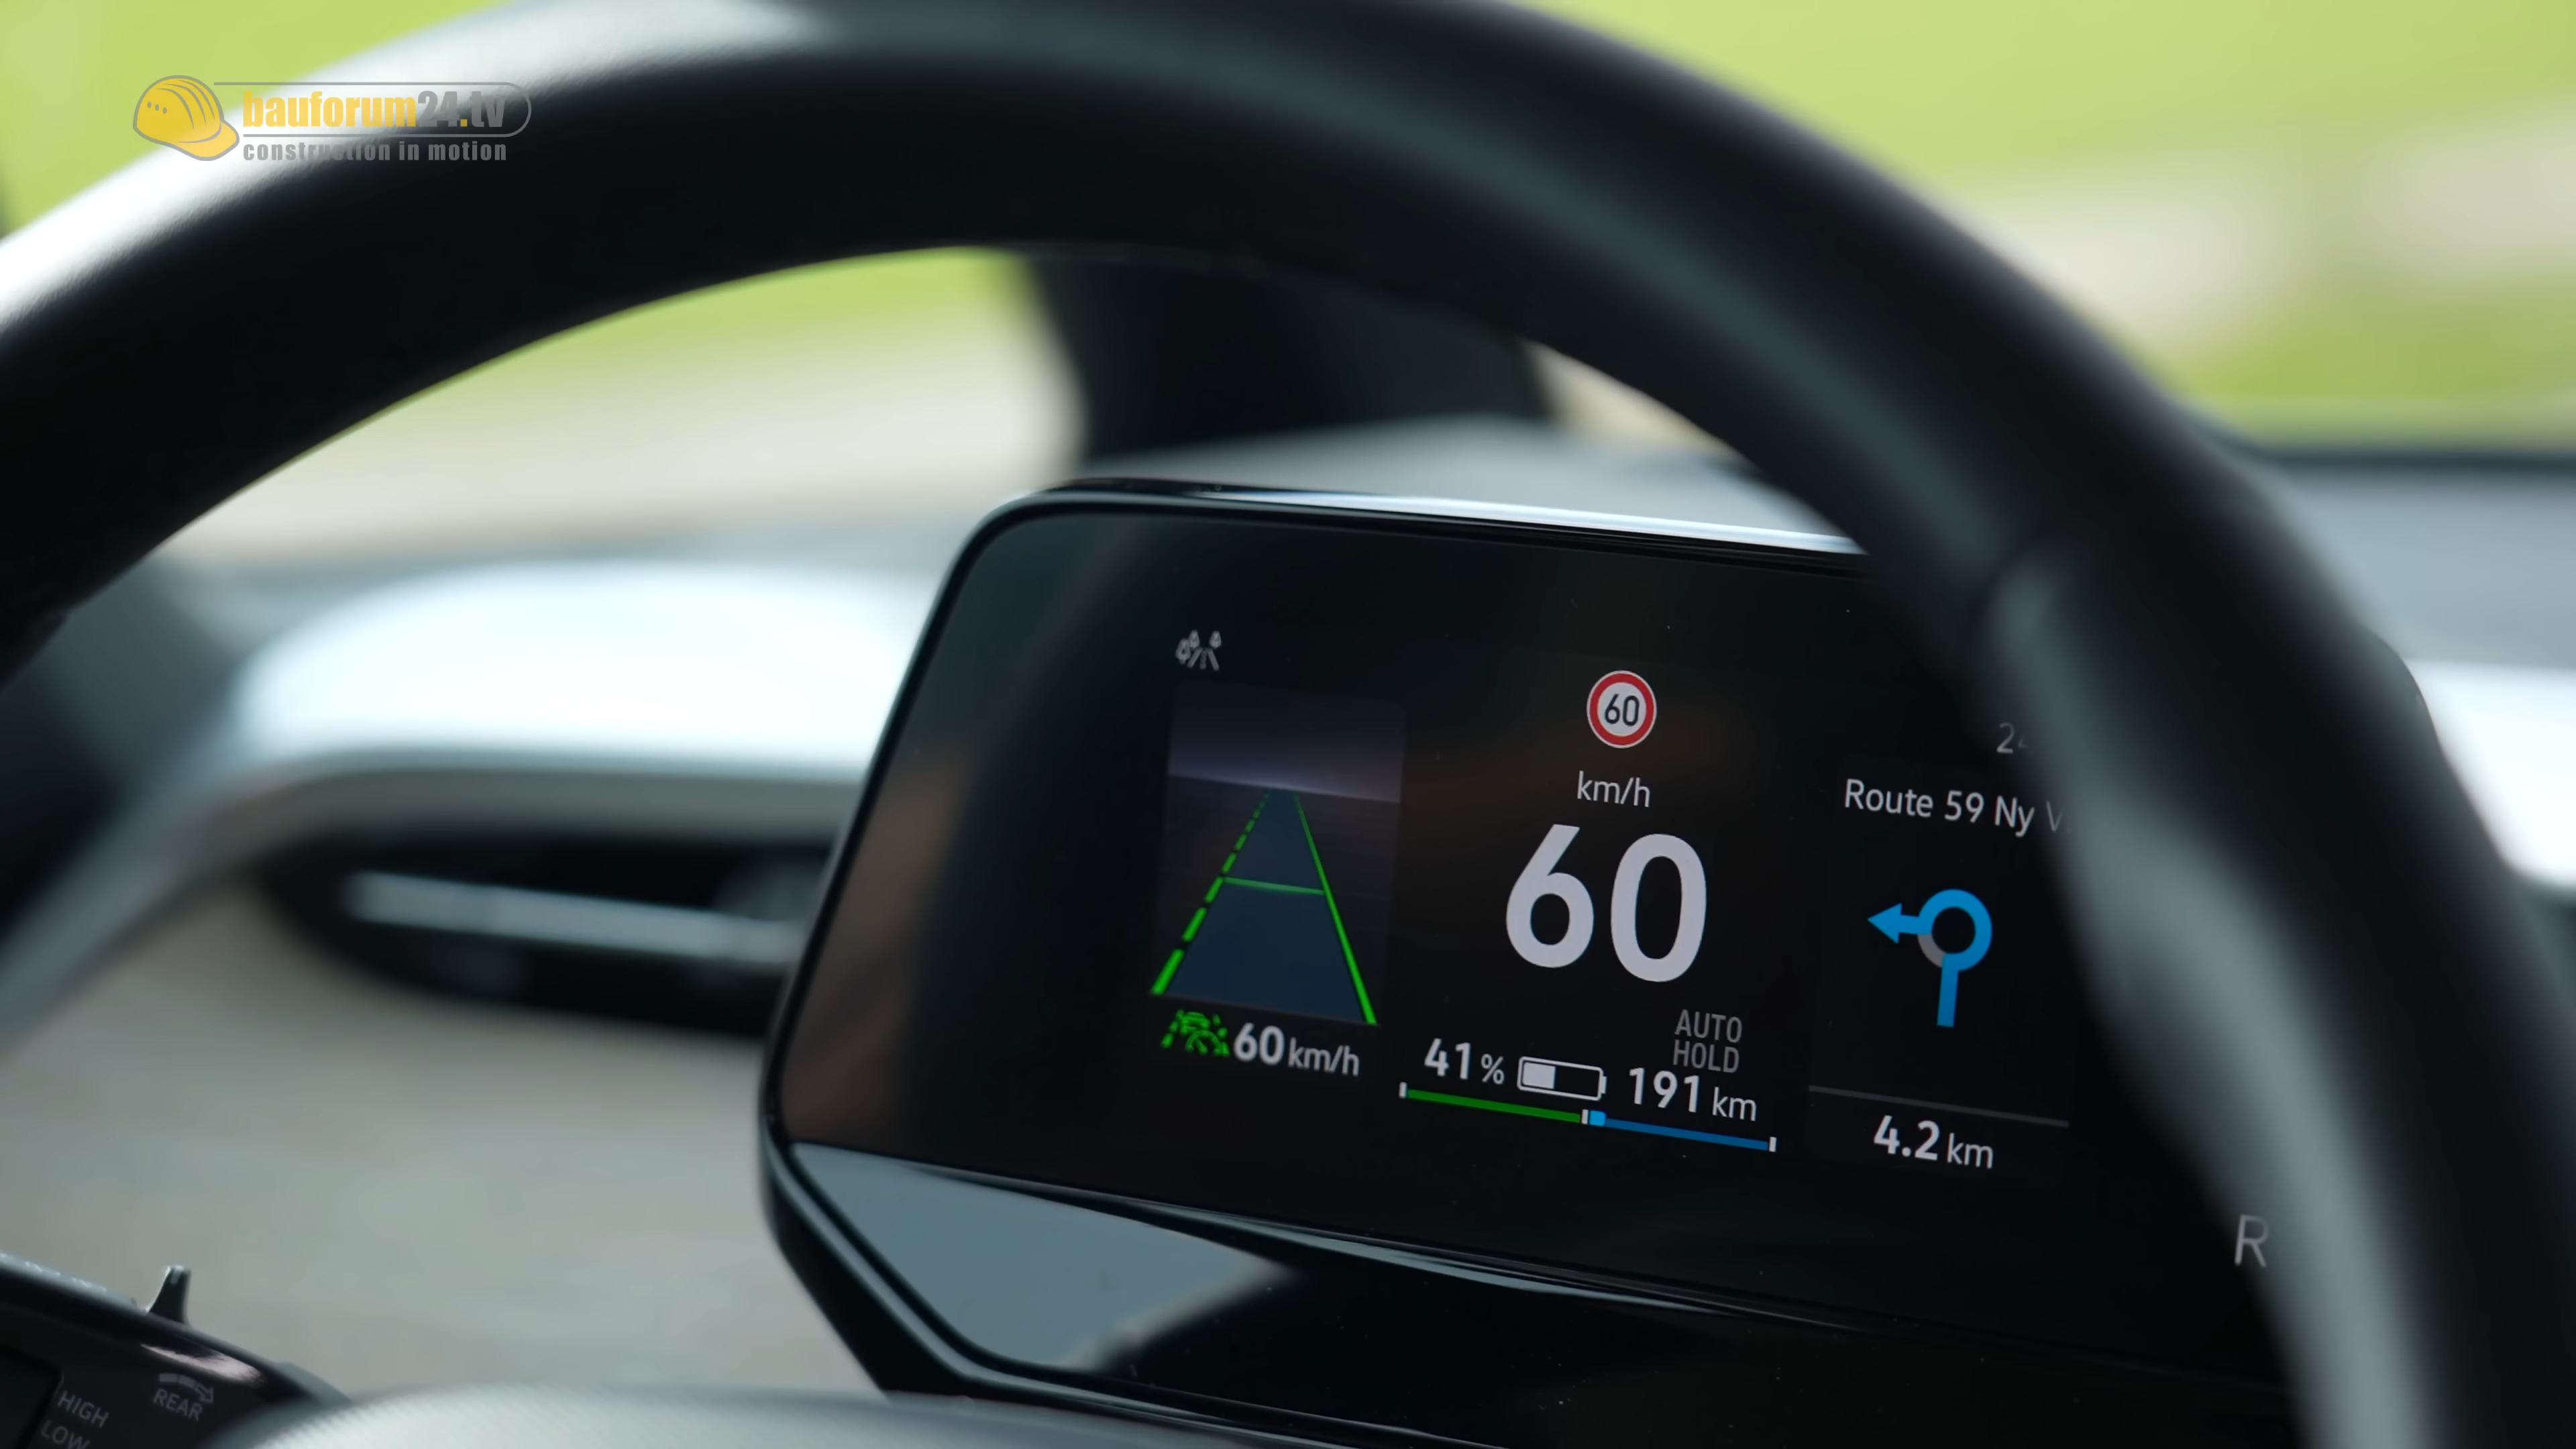 bauforum24.tv
construction in motion
60
km/h
60
Route 59 Ny
60 km/h
AUTO
HOLD
41 %
191 km
4.2 km
R
REAR
HIGH
LOW